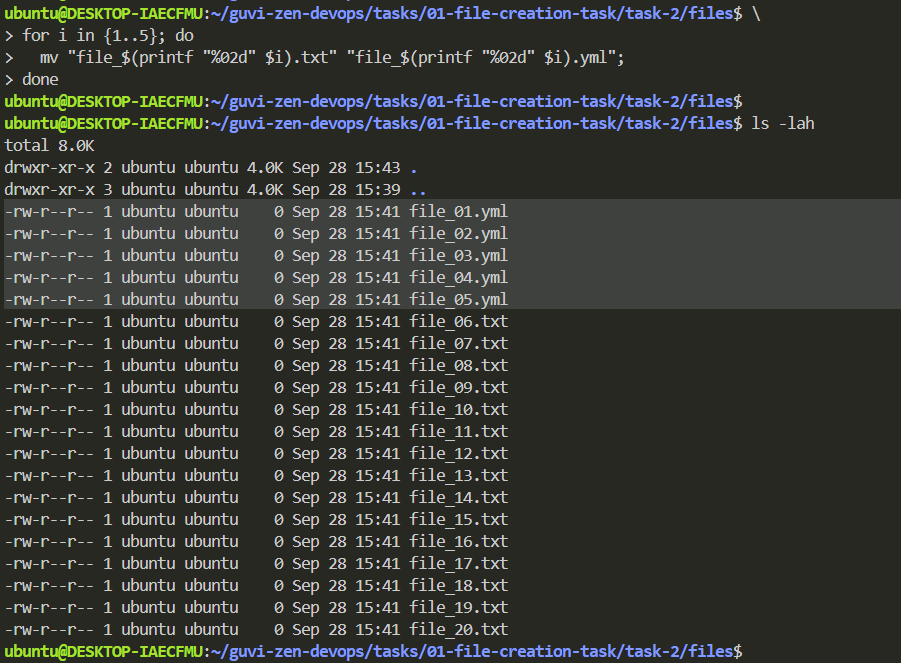 ubuntu@DESKTOP-IAECFMU:~/guvi-zen-devops/tasks/01-file-creation-task/task-2/files$ \
> for i in {1..5}; do
>   mv "file_$(printf "%02d" $i).txt" "file_$(printf "%02d" $i).yml";
> done
ubuntu@DESKTOP-IAECFMU:~/guvi-zen-devops/tasks/01-file-creation-task/task-2/files$
ubuntu@DESKTOP-IAECFMU:~/guvi-zen-devops/tasks/01-file-creation-task/task-2/files$ ls -lah
total 8.0K
drwxr-xr-x 2 ubuntu ubuntu 4.0K Sep 28 15:43 .
drwxr-xr-x 3 ubuntu ubuntu 4.0K Sep 28 15:39 ..
-rw-r--r-- 1 ubuntu ubuntu    0 Sep 28 15:41 file_01.yml
-rw-r--r-- 1 ubuntu ubuntu    0 Sep 28 15:41 file_02.yml
-rw-r--r-- 1 ubuntu ubuntu    0 Sep 28 15:41 file_03.yml
-rw-r--r-- 1 ubuntu ubuntu    0 Sep 28 15:41 file_04.yml
-rw-r--r-- 1 ubuntu ubuntu    0 Sep 28 15:41 file_05.yml
-rw-r--r-- 1 ubuntu ubuntu    0 Sep 28 15:41 file_06.txt
-rw-r--r-- 1 ubuntu ubuntu    0 Sep 28 15:41 file_07.txt
-rw-r--r-- 1 ubuntu ubuntu    0 Sep 28 15:41 file_08.txt
-rw-r--r-- 1 ubuntu ubuntu    0 Sep 28 15:41 file_09.txt
-rw-r--r-- 1 ubuntu ubuntu    0 Sep 28 15:41 file_10.txt
-rw-r--r-- 1 ubuntu ubuntu    0 Sep 28 15:41 file_11.txt
-rw-r--r-- 1 ubuntu ubuntu    0 Sep 28 15:41 file_12.txt
-rw-r--r-- 1 ubuntu ubuntu    0 Sep 28 15:41 file_13.txt
-rw-r--r-- 1 ubuntu ubuntu    0 Sep 28 15:41 file_14.txt
-rw-r--r-- 1 ubuntu ubuntu    0 Sep 28 15:41 file_15.txt
-rw-r--r-- 1 ubuntu ubuntu    0 Sep 28 15:41 file_16.txt
-rw-r--r-- 1 ubuntu ubuntu    0 Sep 28 15:41 file_17.txt
-rw-r--r-- 1 ubuntu ubuntu    0 Sep 28 15:41 file_18.txt
-rw-r--r-- 1 ubuntu ubuntu    0 Sep 28 15:41 file_19.txt
-rw-r--r-- 1 ubuntu ubuntu    0 Sep 28 15:41 file_20.txt
ubuntu@DESKTOP-IAECFMU:~/guvi-zen-devops/tasks/01-file-creation-task/task-2/files$